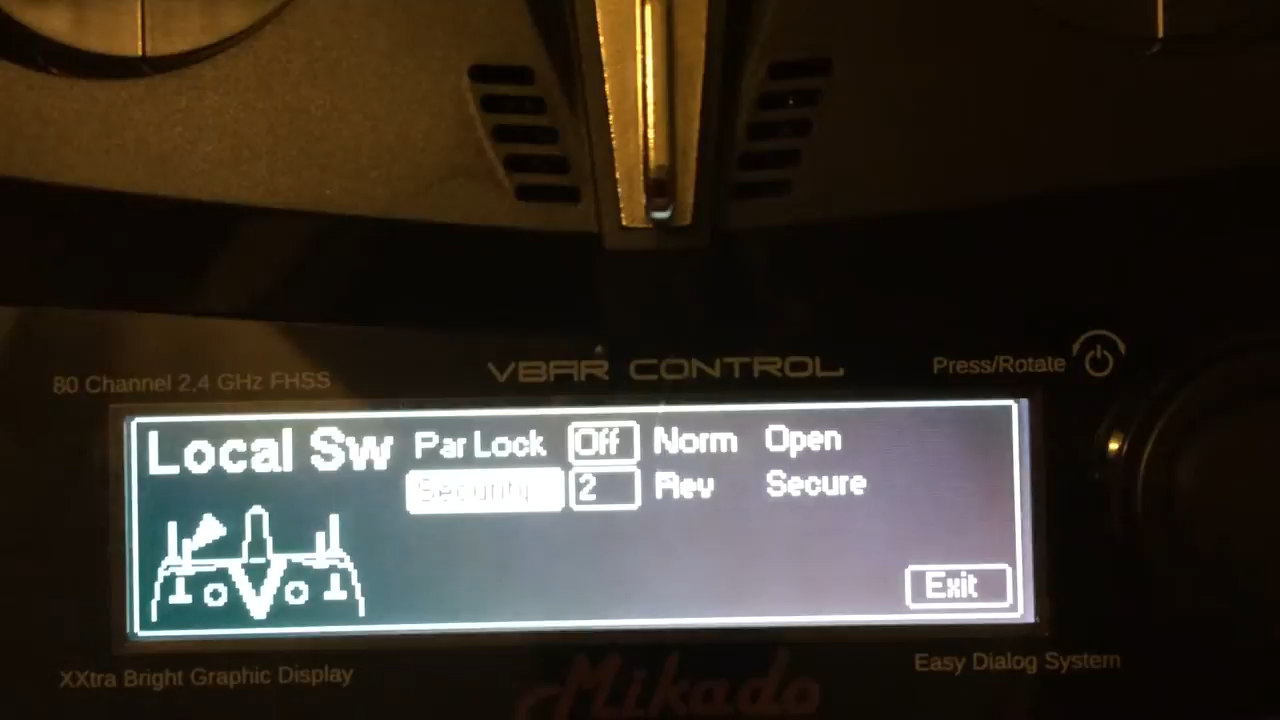 80 Channel 2,4 GHz FHSS
VBAR CONTROL
Press/Rotate
Local Sw
Par Lock Off Norm Open
Security 2 Rev Secure
Exit
XXtra Bright Graphic Display
Mikado
Easy Dialog System